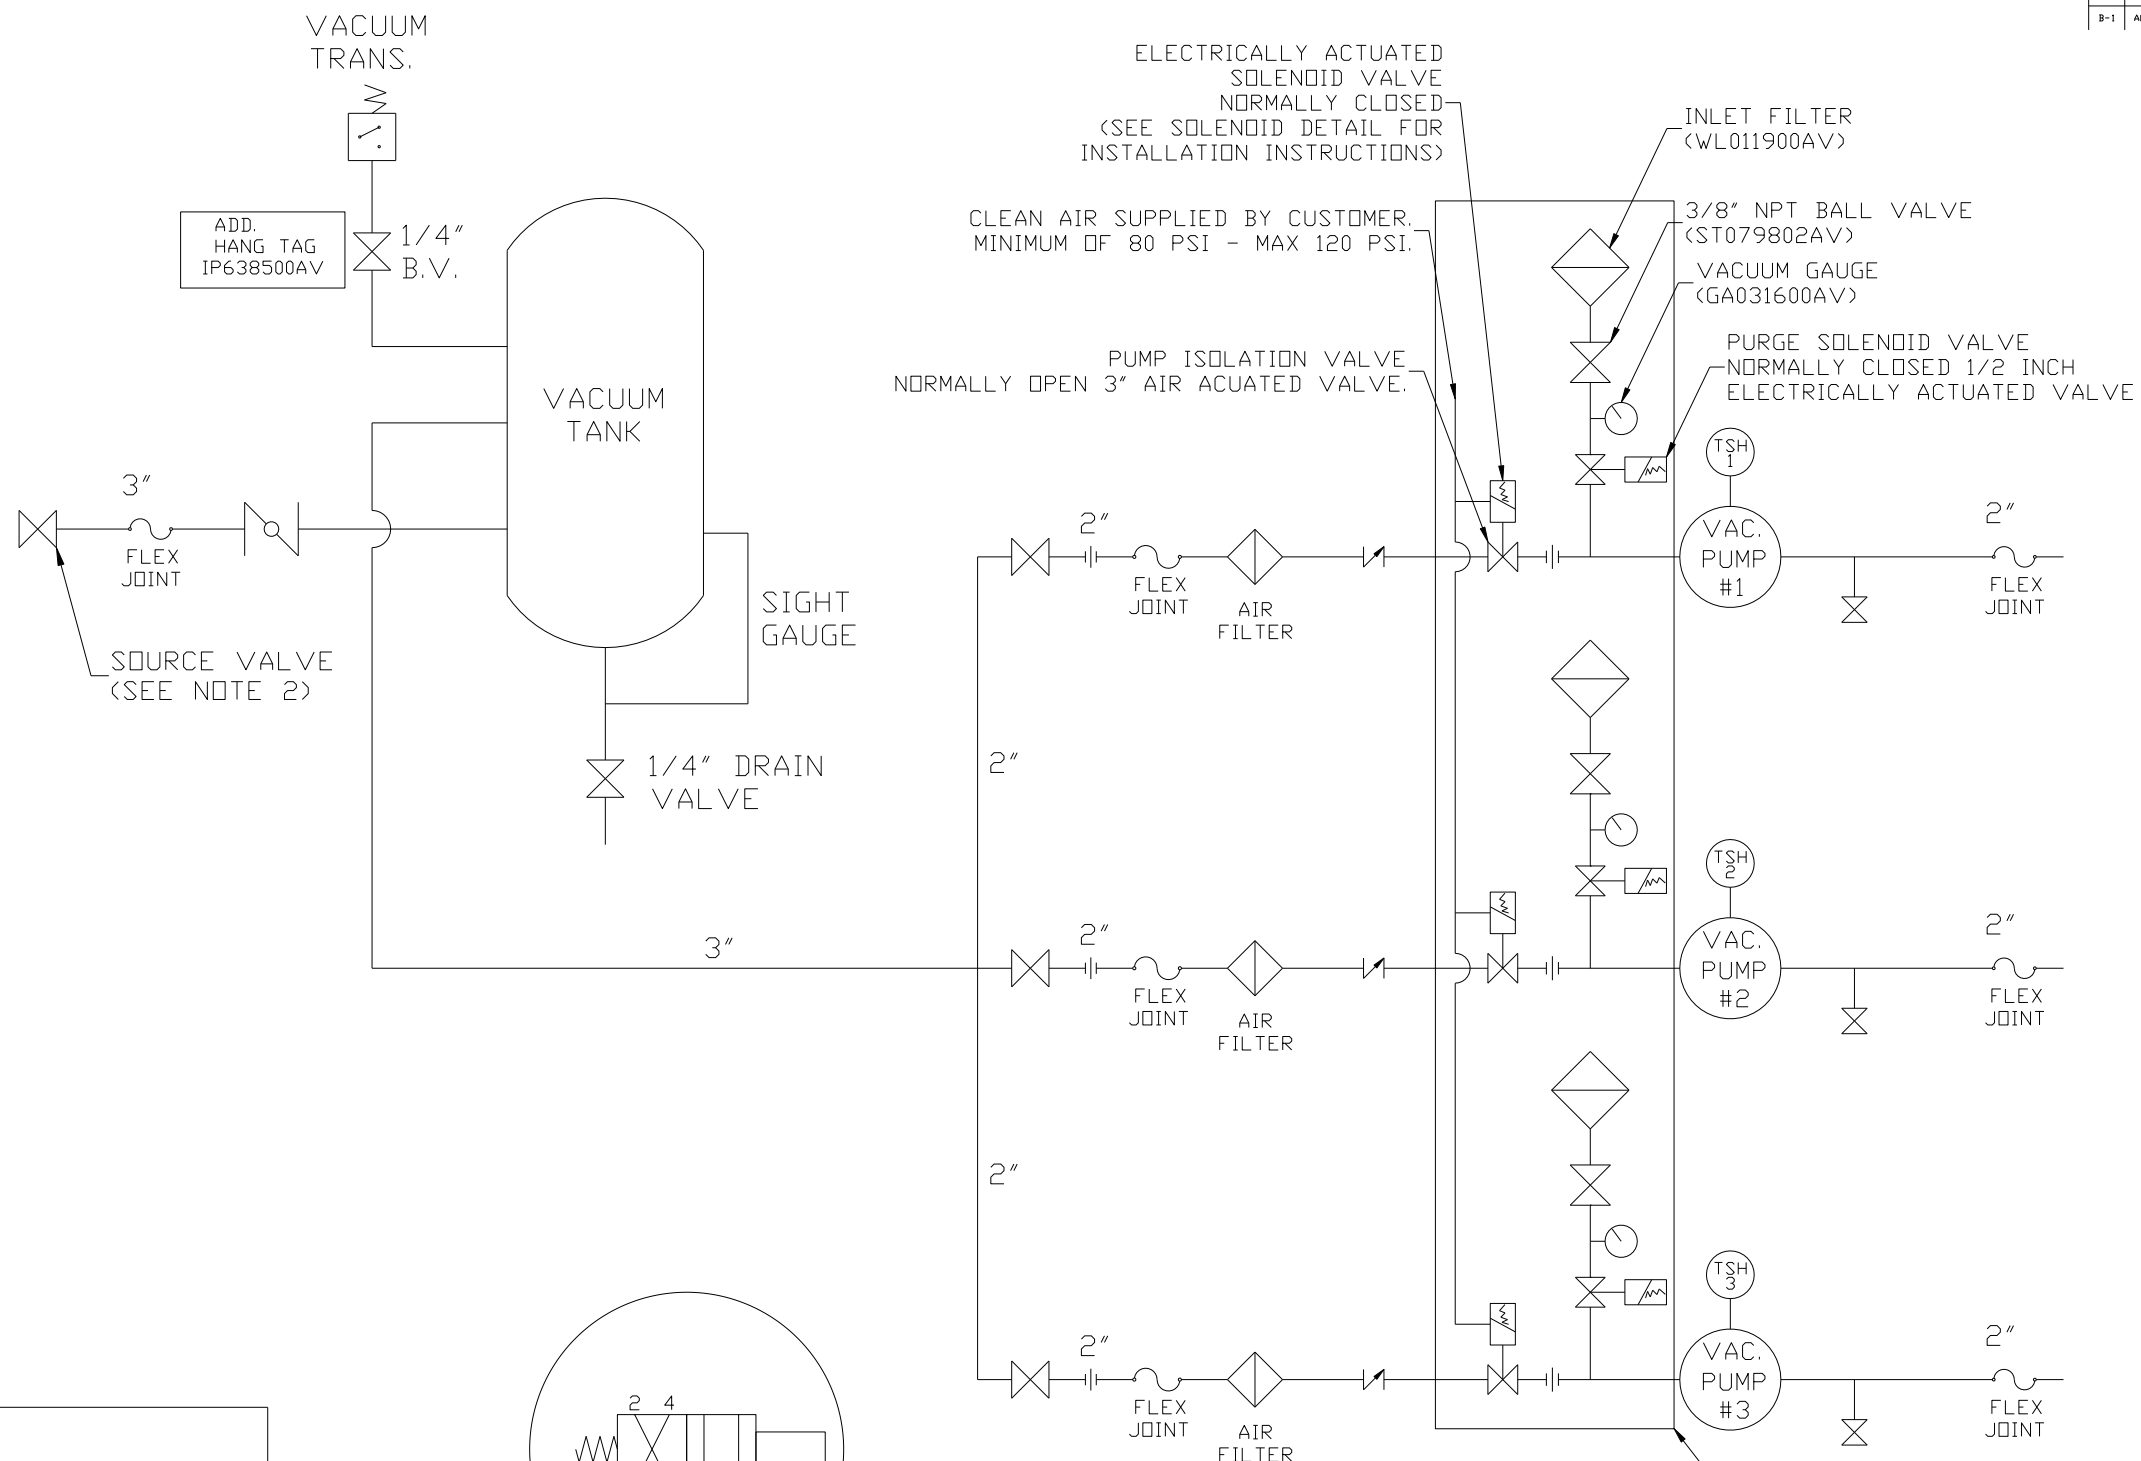 B-1
VACUUM
TRANS.
ADD.
HANG TAG
IP638500AV
1/4"
B.V.
VACUUM
TANK
3"
FLEX
JOINT
SOURCE VALVE
(SEE NOTE 2)
SIGHT
GAUGE
1/4" DRAIN
VALVE
3"
ELECTRICALLY ACTUATED
SOLENOID VALVE
NORMALLY CLOSED
(SEE SOLENOID DETAIL FOR
INSTALLATION INSTRUCTIONS)
CLEAN AIR SUPPLIED BY CUSTOMER.
MINIMUM OF 80 PSI - MAX 120 PSI.
PUMP ISOLATION VALVE
NORMALLY OPEN 3" AIR ACUATED VALVE.
INLET FILTER
(WL011900AV)
3/8" NPT BALL VALVE
(ST079802AV)
VACUUM GAUGE
(GA031600AV)
PURGE SOLENOID VALVE
NORMALLY CLOSED 1/2 INCH
ELECTRICALLY ACTUATED VALVE
2"
FLEX
JOINT
AIR
FILTER
TSH
1
VAC.
PUMP
#1
2"
FLEX
JOINT
2"
2"
FLEX
JOINT
AIR
FILTER
TSH
2
VAC.
PUMP
#2
2"
FLEX
JOINT
2"
2"
FLEX
JOINT
AIR
FILTER
TSH
3
VAC.
PUMP
#3
2"
FLEX
JOINT
2 4